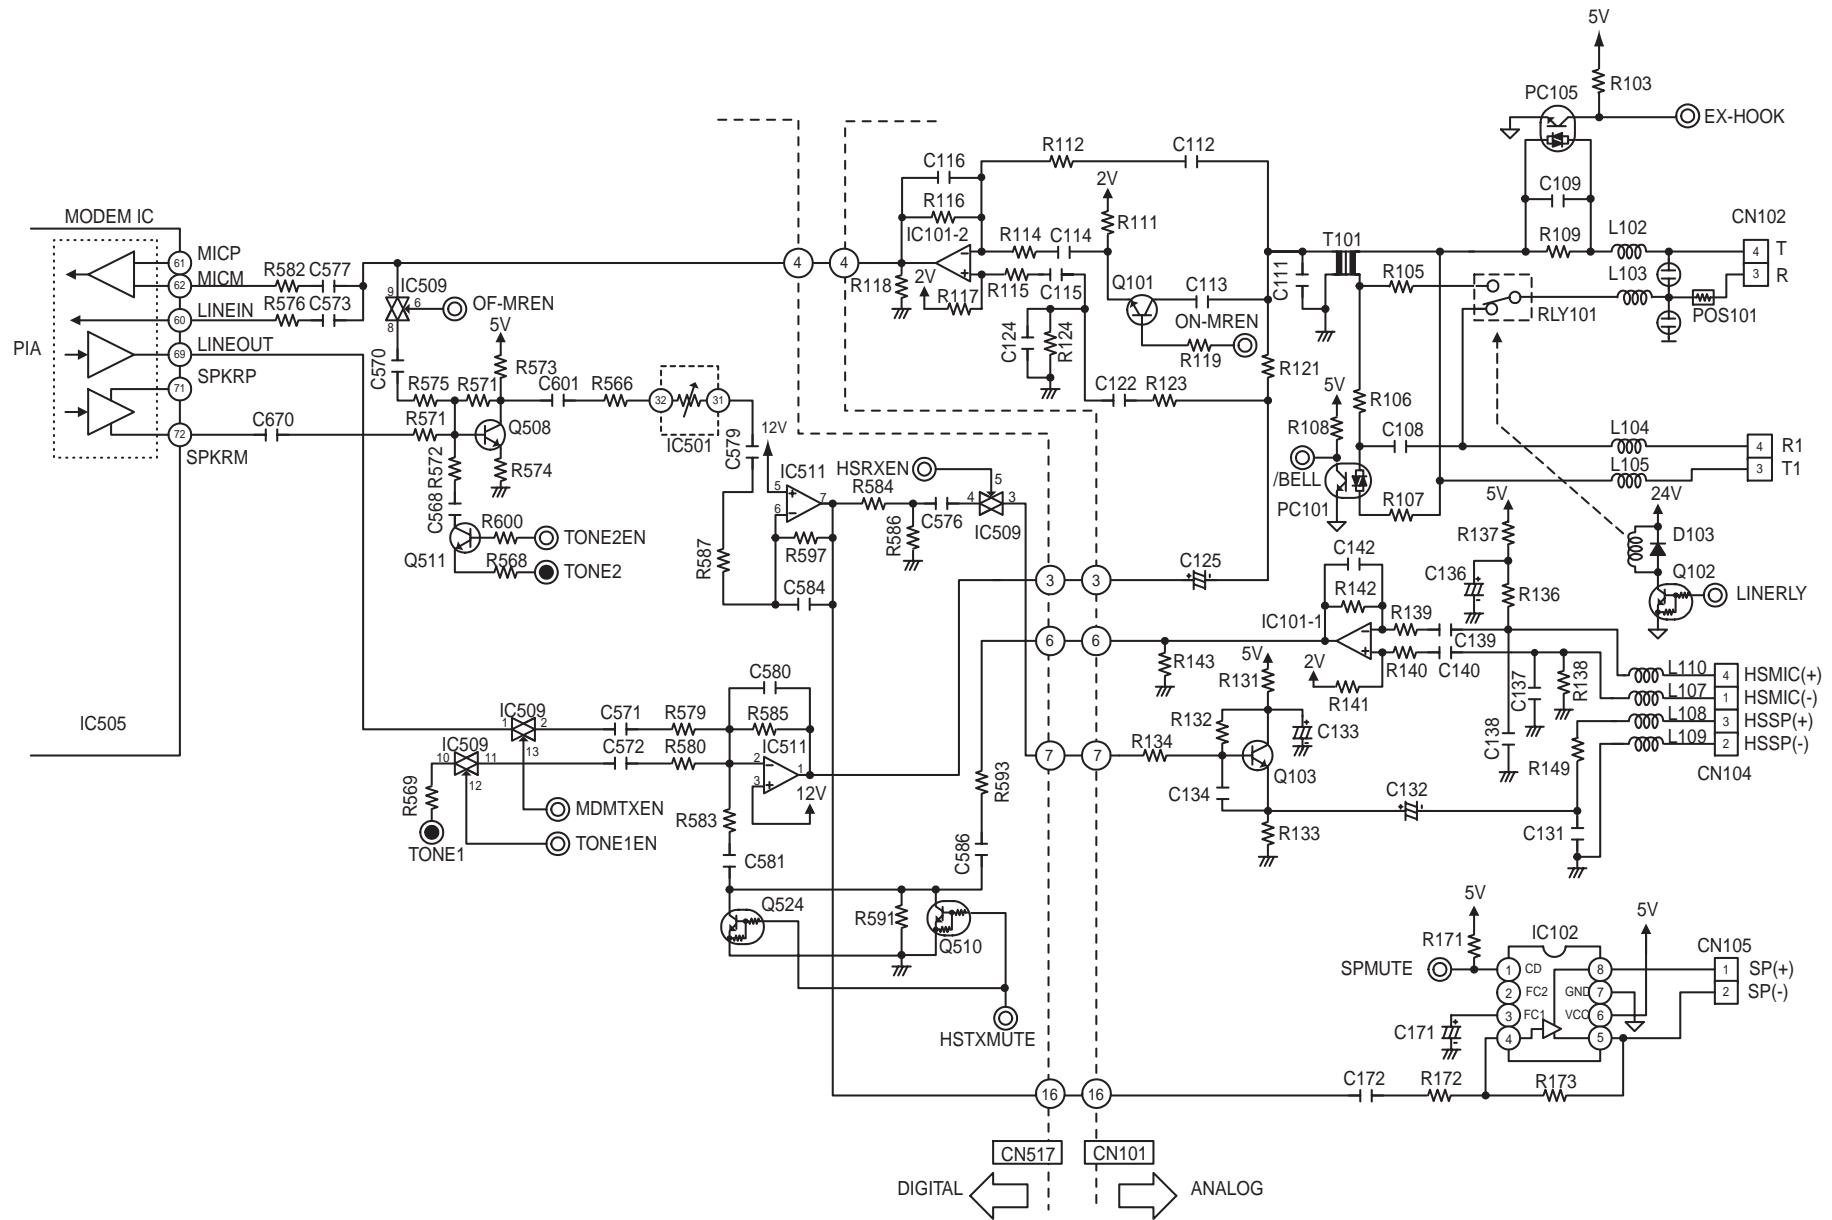 5V
R103
PC105
EX-HOOK
C109
CN102
R112
C112
C116
2V
R116
R111
MODEM IC
IC101-2
R114
C114
T101
R109
L102
4
T
L103
3
R
MICP
61
MICM
62
R582
C577
IC509
9
6
8
OF-MREN
4
4
R118
2V
R117
R115
C115
Q101
C113
C111
R105
RLY101
POS101
LINEIN
60
R576
C573
ON-MREN
R119
PIA
LINEOUT
69
5V
R573
C124
R124
R121
SPKRP
71
C570
R575
R571
C601
R566
32
31
IC501
C122
R123
5V
R106
R108
C108
L104
CN102
4
R1
L105
3
T1
72
SPKRM
C670
R571
Q508
R574
C579
12V
/BELL
PC101
R107
R572
C568
HSRXEN
5
IC511
5
6
7
R584
C576
4
3
IC509
R586
24V
5V
R137
D103
R600
TONE2EN
Q511
R568
TONE2
R587
R597
C584
3
3
C125
C142
R142
C136
R136
Q102
LINERLY
IC101-1
R139
C139
6
6
R143
5V
R131
2V
R141
R140
C140
C137
R138
L110
4
HSMIC(+)
L107
1
HSMIC(-)
L108
3
HSSP(+)
L109
2
HSSP(-)
CN104
IC505
C580
IC509
1
2
13
C571
R579
R585
R132
C133
C138
R149
IC509
10
11
12
C572
R580
IC511
2
3
1
12V
7
7
R134
Q103
R569
TONE1
MDMTXEN
TONE1EN
R583
C581
R593
C586
C134
R133
C132
C131
Q524
R591
Q510
HSTXMUTE
5V
R171
SPMUTE
IC102
5V
CN105
1
CD
8
1
SP(+)
2
FC2
GND
7
2
SP(-)
3
FC1
VCC
6
4
5
C171
16
16
C172
R172
R173
CN517
CN101
DIGITAL
ANALOG